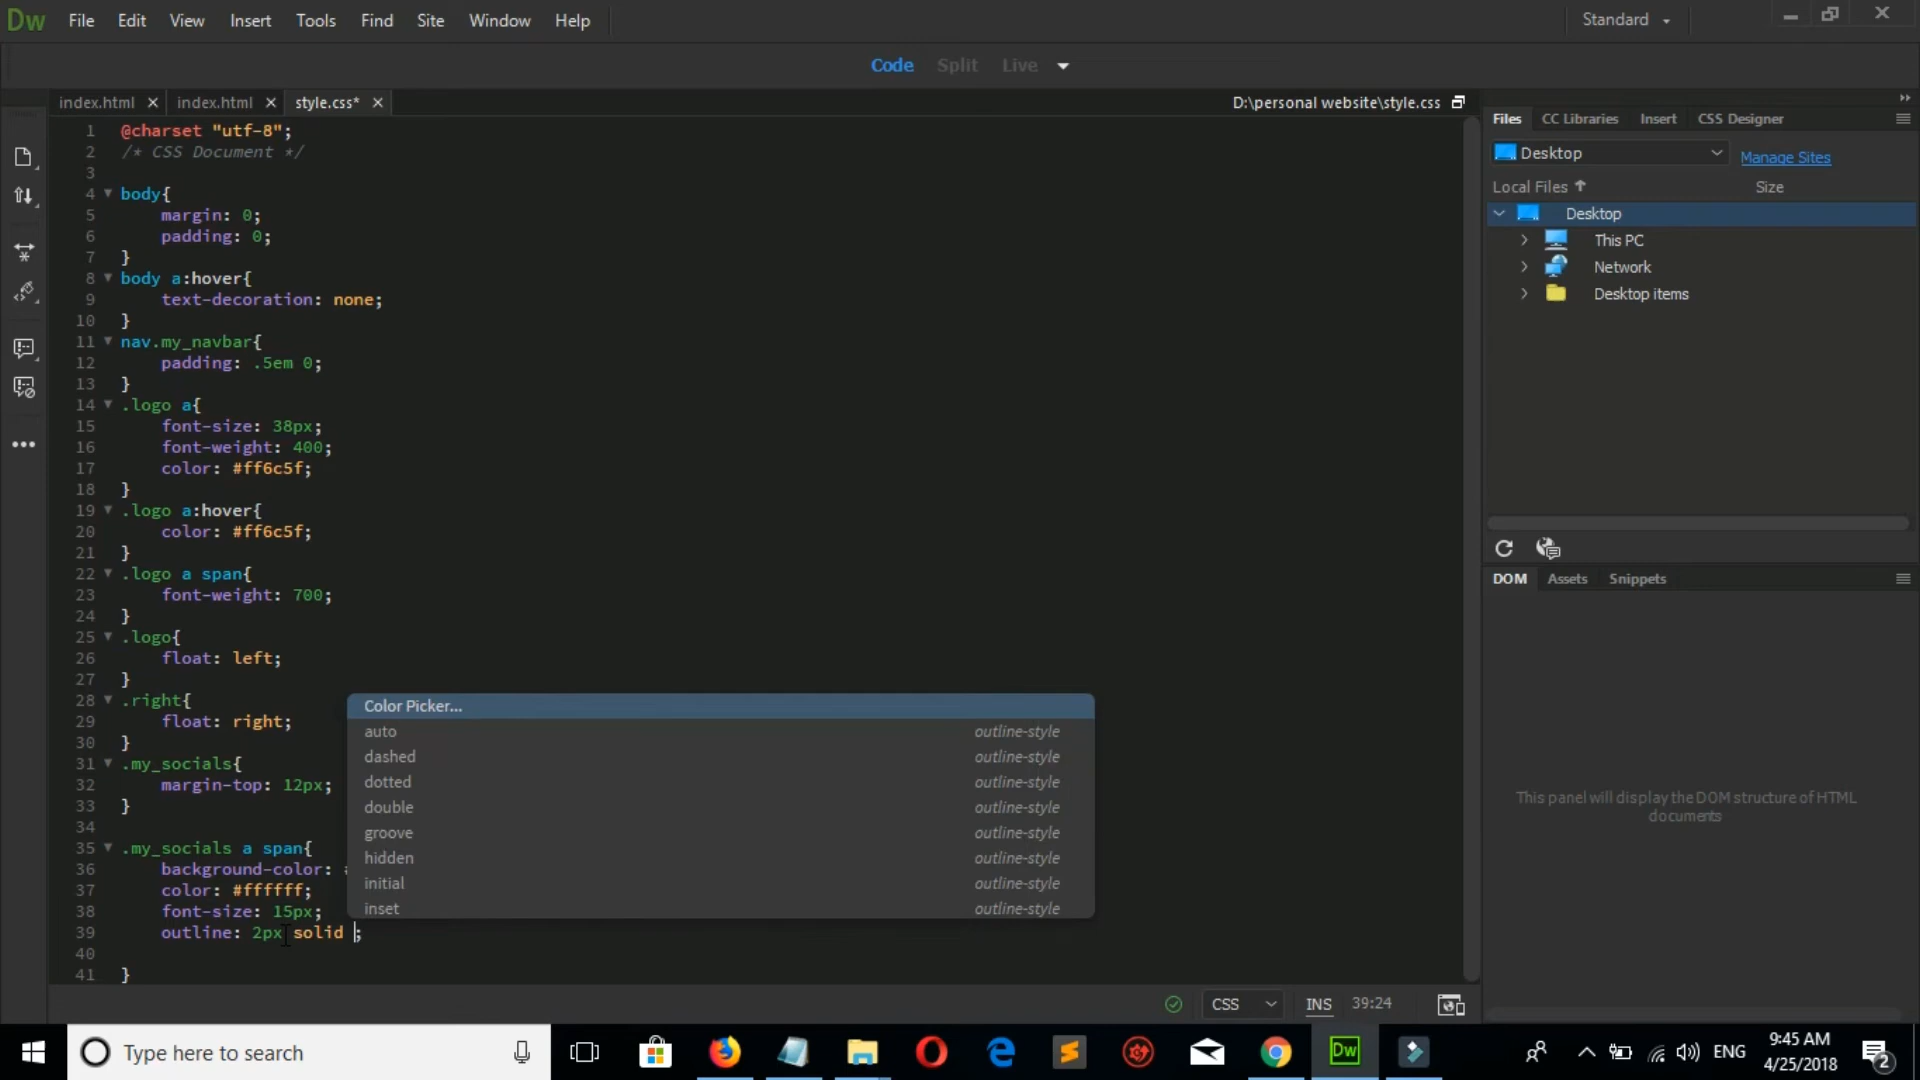 Dw File Edit View Insert Tools Find Site Window Help Standard
Code Split Live
index.html index.html style.css* D:\personal website\style.css
1 @charset "utf-8";
2 /* CSS Document */
3
4 body{
5 margin: 0;
6 padding: 0;
7 }
8 body a:hover{
9 text-decoration: none;
10 }
11 nav.my_navbar{
12 padding: .5em 0;
13 }
14 .logo a{
15 font-size: 38px;
16 font-weight: 400;
17 color: #ff6c5f;
18 }
19 .logo a:hover{
20 color: #ff6c5f;
21 }
22 .logo a span{
23 font-weight: 700;
24 }
25 .logo{
26 float: left;
27 }
28 .right{
29 float: right;
30 }
31 .my_socials{
32 margin-top: 12px;
33 }
34
35 .my_socials a span{
36 background-color:
37 color: #ffffff;
38 font-size: 15px;
39 outline: 2px solid ;
40
41 }
Color Picker...
auto outline-style
dashed outline-style
dotted outline-style
double outline-style
groove outline-style
hidden outline-style
initial outline-style
inset outline-style
CSS INS 39:24
Files CC Libraries Insert CSS Designer
Desktop Manage Sites
Local Files Size
Desktop
This PC
Network
Desktop items
DOM Assets Snippets
This panel will display the DOM structure of HTML
documents
Type here to search
Dw
ENG
9:45 AM
4/25/2018
2